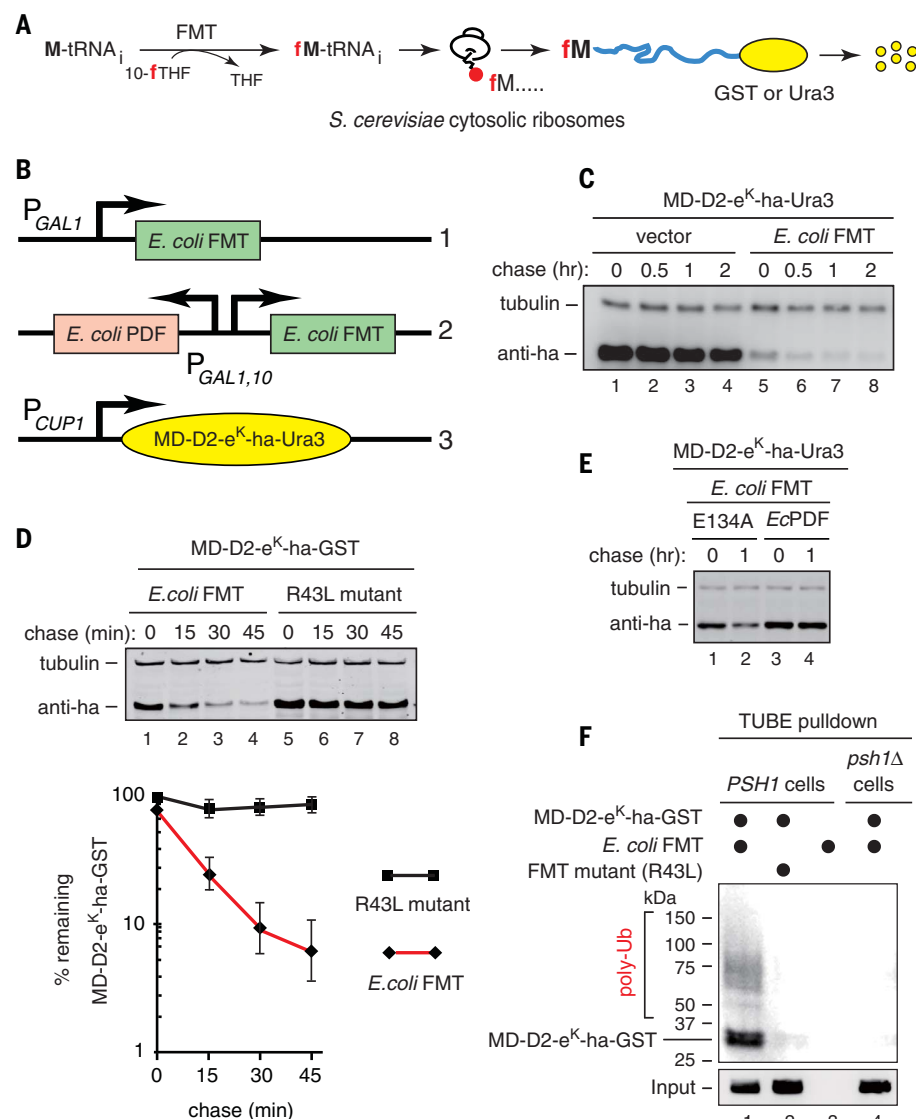 A
M-tRNAi FMT fM-tRNAi fM
10-fTHF THF
fM.....
GST or Ura3
S. cerevisiae cytosolic ribosomes
B
PGAL1
E. coli FMT 1
E. coli PDF E. coli FMT 2
PGAL1,10
PCUP1
MD-D2-eK-ha-Ura3 3
C
MD-D2-eK-ha-Ura3
vector E. coli FMT
chase (hr): 0 0.5 1 2 0 0.5 1 2
tubulin
anti-ha
1 2 3 4 5 6 7 8
D
MD-D2-eK-ha-GST
E.coli FMT R43L mutant
chase (min): 0 15 30 45 0 15 30 45
tubulin
anti-ha
1 2 3 4 5 6 7 8
% remaining
MD-D2-eK-ha-GST
100
10
1
0 15 30 45
chase (min)
R43L mutant
E.coli FMT
E
MD-D2-eK-ha-Ura3
E. coli FMT
E134A EcPDF
chase (hr): 0 1 0 1
tubulin
anti-ha
1 2 3 4
F
TUBE pulldown
PSH1 cells psh1Δ cells
MD-D2-eK-ha-GST
E. coli FMT
FMT mutant (R43L)
kDa
poly-Ub
150
100
75
50
37
MD-D2-eK-ha-GST
25
Input
1 2 3 4